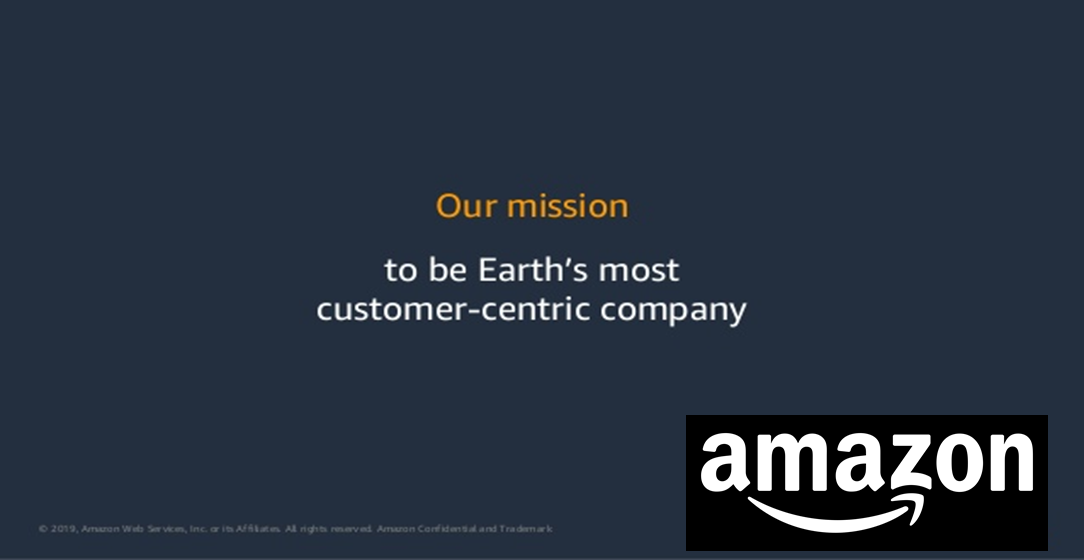 Our mission
to be Earth's most
customer-centric company
amazon
© 2019, Amazon Web Services, Inc. or its Affiliates. All rights reserved. Amazon Confidential and Trademark